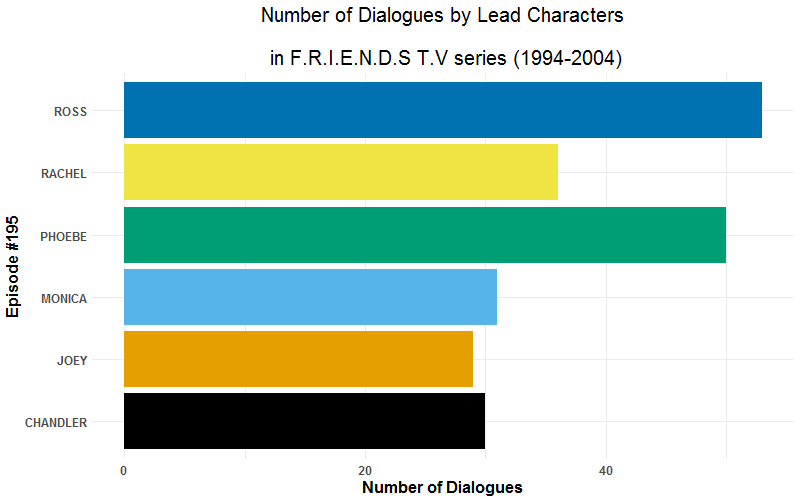 Number of Dialogues by Lead Characters
in F.R.I.E.N.D.S T.V series (1994-2004)
Episode #195
ROSS
RACHEL
PHOEBE
MONICA
JOEY
CHANDLER
0 20 40
Number of Dialogues